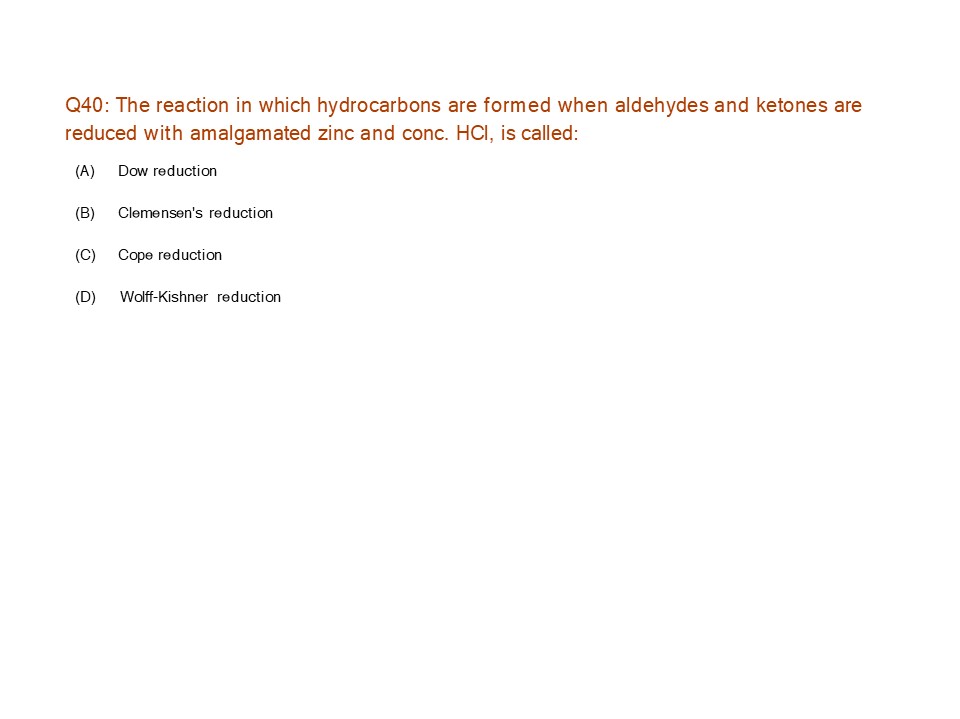 Q40: The reaction in which hydrocarbons are formed when aldehydes and ketones are
reduced with amalgamated zinc and conc. HCl, is called:
(A) Dow reduction
(B) Clemensen's reduction
(C) Cope reduction
(D) Wolff-Kishner reduction